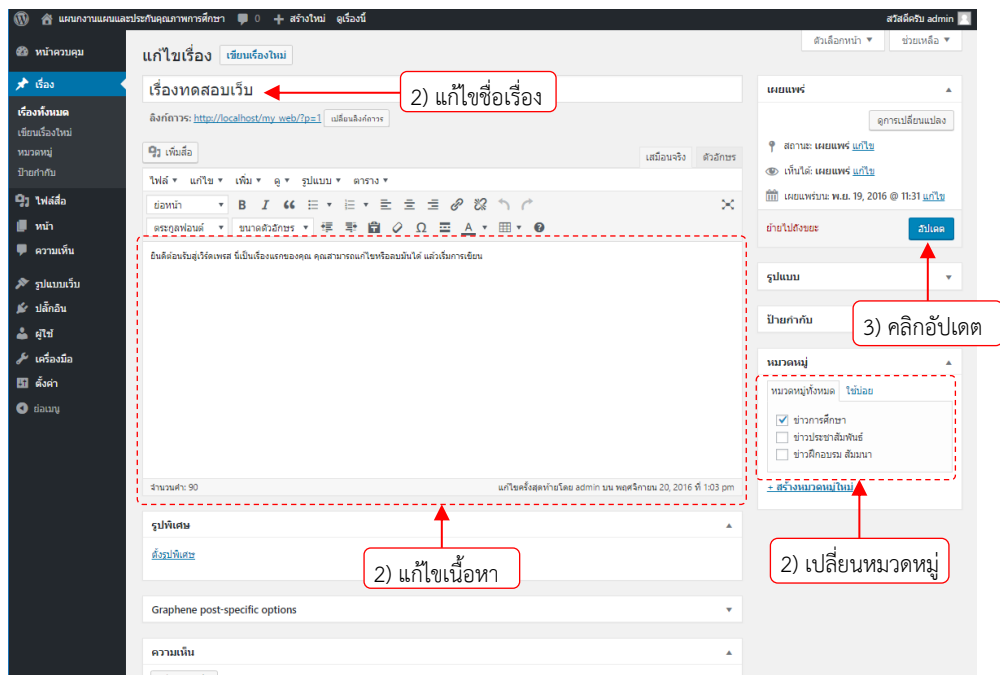 แผนกงานแผนและประกันคุณภาพการศึกษา 0 + สร้างใหม่ ดูเรื่องนี้ สวัสดีครับ admin
ตัวเลือกหน้า ช่วยเหลือ
หน้าควบคุม
เรื่อง
เรื่องทั้งหมด
เขียนเรื่องใหม่
หมวดหมู่
ป้ายกำกับ
ไฟล์สื่อ
หน้า
ความเห็น
รูปแบบเว็บ
ปลั๊กอิน
ผู้ใช้
เครื่องมือ
ตั้งค่า
ย่อเมนู
แก้ไขเรื่อง เขียนเรื่องใหม่
เรื่องทดสอบเว็บ
2) แก้ไขชื่อเรื่อง
ลิงก์ถาวร: http://localhost/my_web/?p=1 เปลี่ยนลิงก์ถาวร
เพิ่มสื่อ
เสมือนจริง ตัวอักษร
ไฟล์ แก้ไข เพิ่ม ดู รูปแบบ ตาราง
ย่อหน้า B I
ตระกูลฟอนต์ ขนาดตัวอักษร Ω A
ยินดีต้อนรับสู่เวิร์ดเพรส นี่เป็นเรื่องแรกของคุณ คุณสามารถแก้ไขหรือลบมันได้ แล้วเริ่มการเขียน
จำนวนคำ: 90 แก้ไขครั้งสุดท้ายโดย admin บน พฤศจิกายน 20, 2016 ที่ 1:03 pm
รูปพิเศษ
ตั้งรูปพิเศษ
2) แก้ไขเนื้อหา
Graphene post-specific options
ความเห็น
เผยแพร่
ดูการเปลี่ยนแปลง
สถานะ: เผยแพร่ แก้ไข
เห็นได้: เผยแพร่ แก้ไข
เผยแพร่บน: พ.ย. 19, 2016 @ 11:31 แก้ไข
ย้ายไปถังขยะ อัปเดต
รูปแบบ
ป้ายกำกับ
3) คลิกอัปเดต
หมวดหมู่
หมวดหมู่ทั้งหมด ใช้บ่อย
ข่าวการศึกษา
ข่าวประชาสัมพันธ์
ข่าวฝึกอบรม สัมมนา
+ สร้างหมวดหมู่ใหม่
2) เปลี่ยนหมวดหมู่